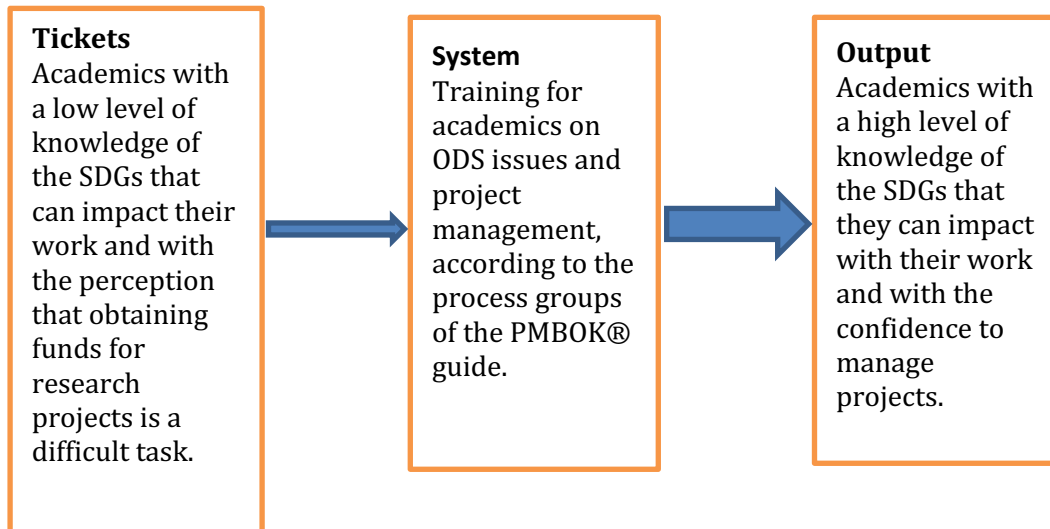 Tickets
Academics with
a low level of
knowledge of
the SDGs that
can impact their
work and with
the perception
that obtaining
funds for
research
projects is a
difficult task.
System
Training for
academics on
ODS issues and
project
management,
according to the
process groups
of the PMBOK®
guide.
Output
Academics with
a high level of
knowledge of
the SDGs that
they can impact
with their work
and with the
confidence to
manage
projects.